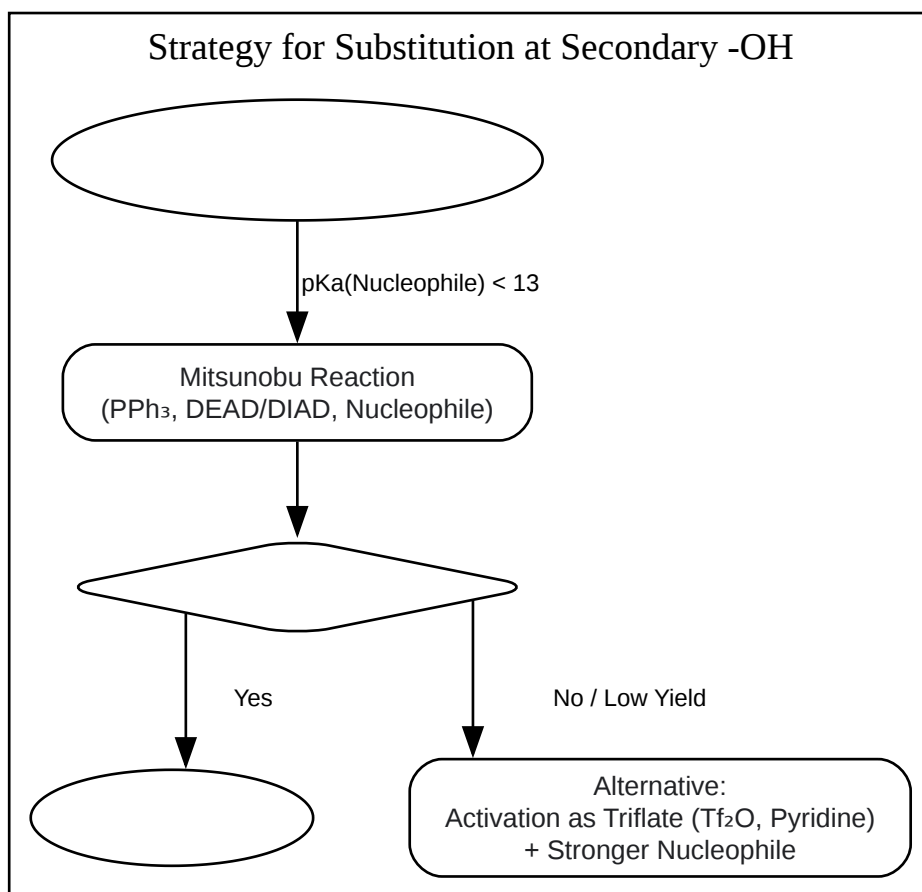 Strategy for Substitution at Secondary -OH
pKa(Nucleophile) < 13
Mitsunobu Reaction
(PPh₃, DEAD/DIAD, Nucleophile)
Yes
No / Low Yield
Alternative:
Activation as Triflate (Tf₂O, Pyridine)
+ Stronger Nucleophile